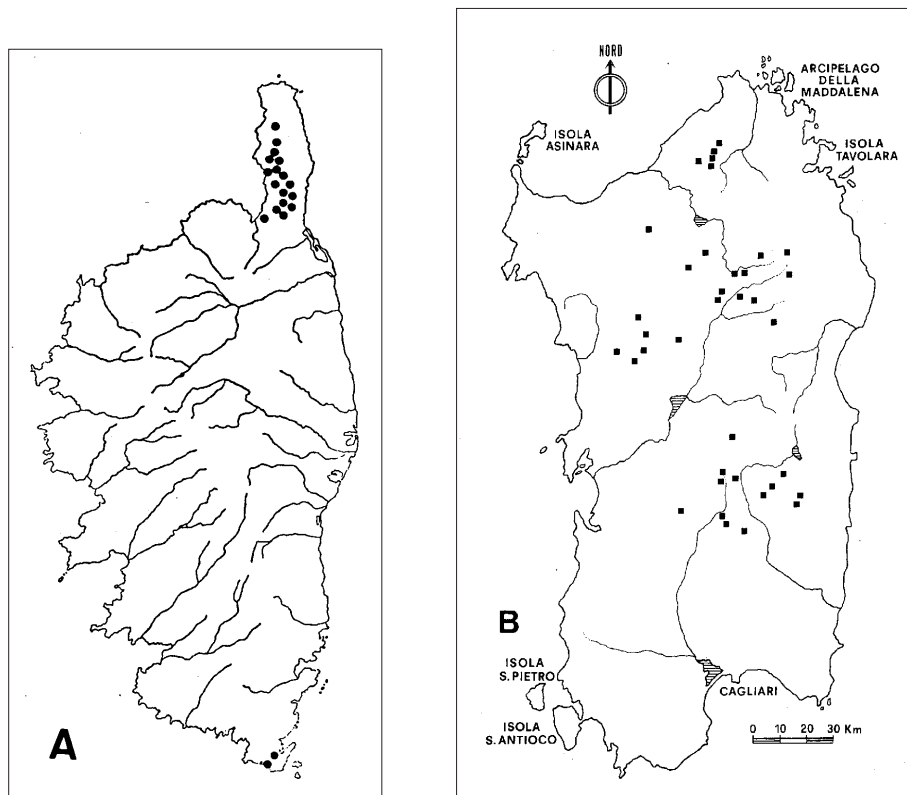 A
NORD
ARCIPELAGO
DELLA
MADDALENA
ISOLA
ASINARA
ISOLA
TAVOLARA
B
ISOLA
S. PIETRO
CAGLIARI
ISOLA
S. ANTIOCO
0 10 20 30 Km